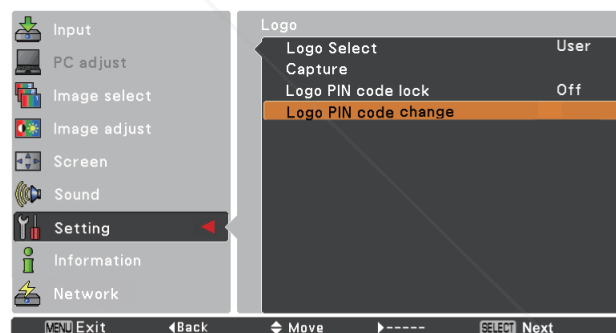 Input
PC adjust
Image select
Image adjust
Screen
Sound
Setting
Information
Network
Logo
Logo Select User
Capture
Logo PIN code lock Off
Logo PIN code change
MENU Exit ◀Back ◆ Move ▶----- SELECT Next